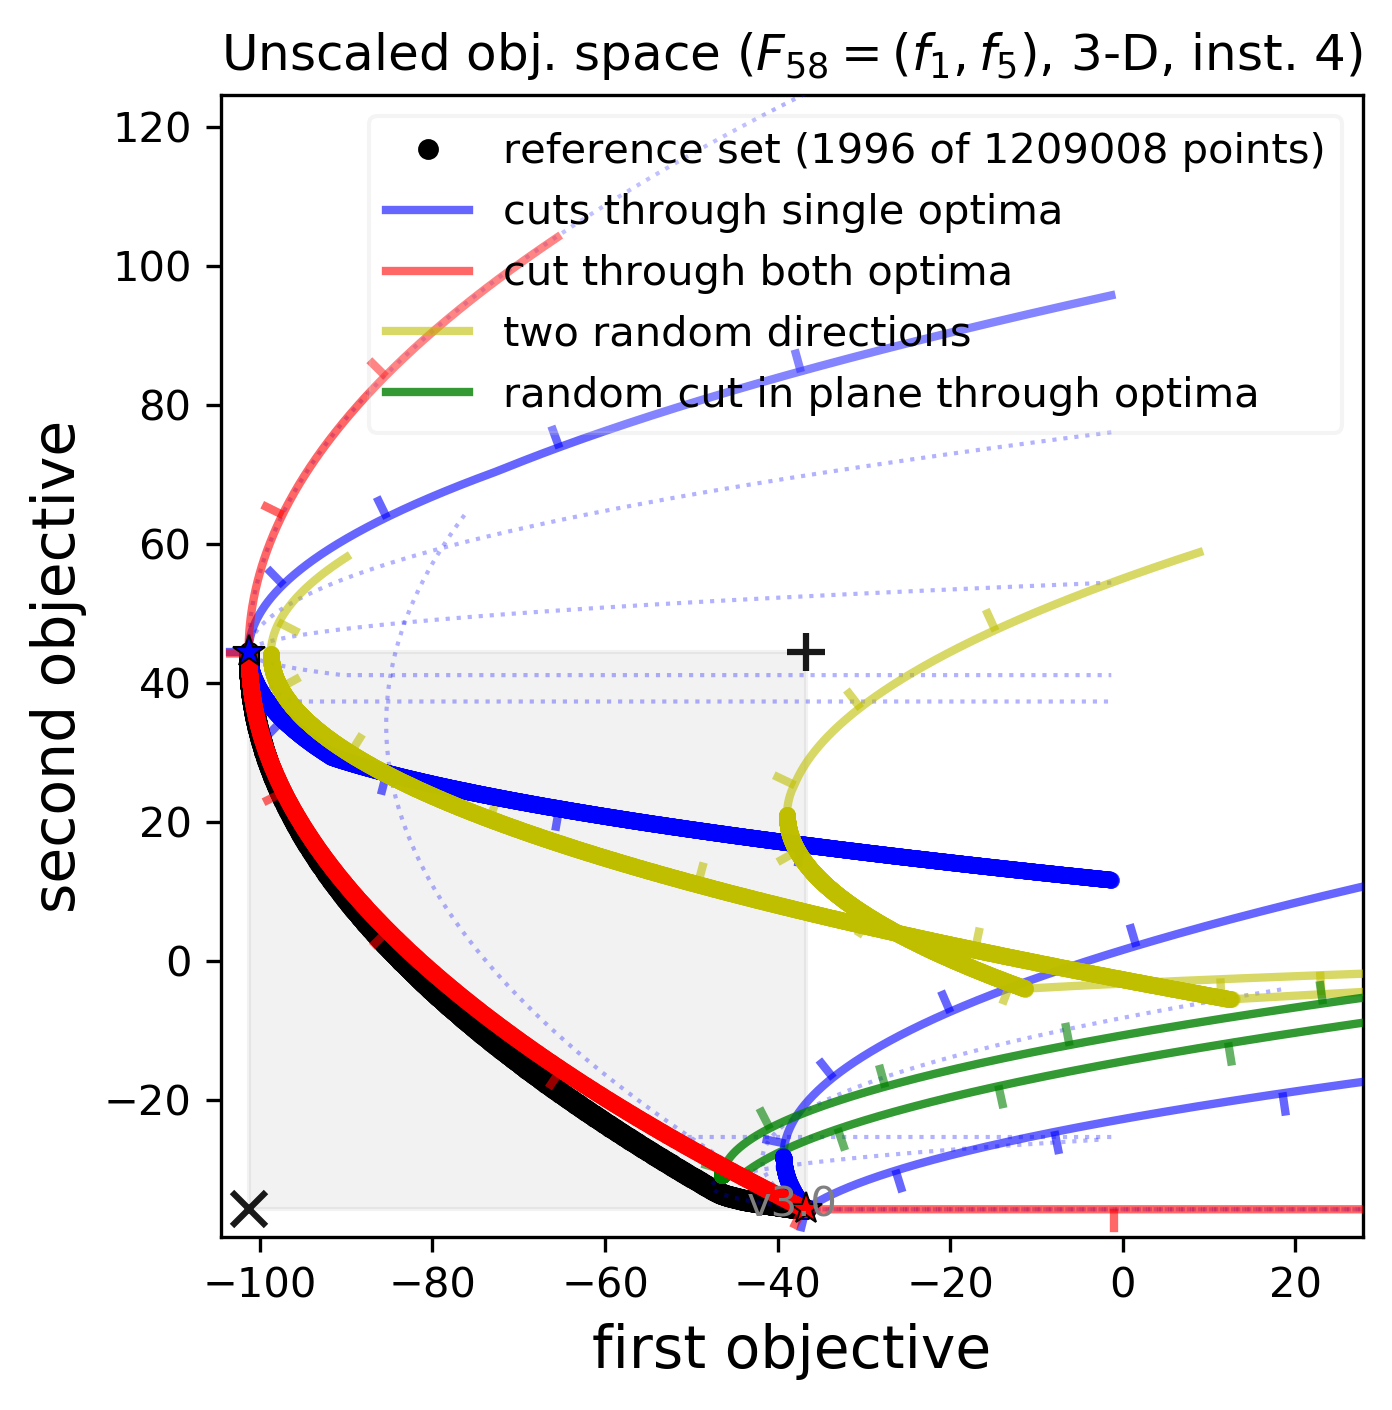 Unscaled obj. space (F₅₈ = (f₁, f₅), 3-D, inst. 4)
reference set (1996 of 1209008 points)
cuts through single optima
cut through both optima
two random directions
random cut in plane through optima
second objective
120
100
80
60
40
20
0
−20
v3.0
−100
−80
−60
−40
−20
0
20
first objective